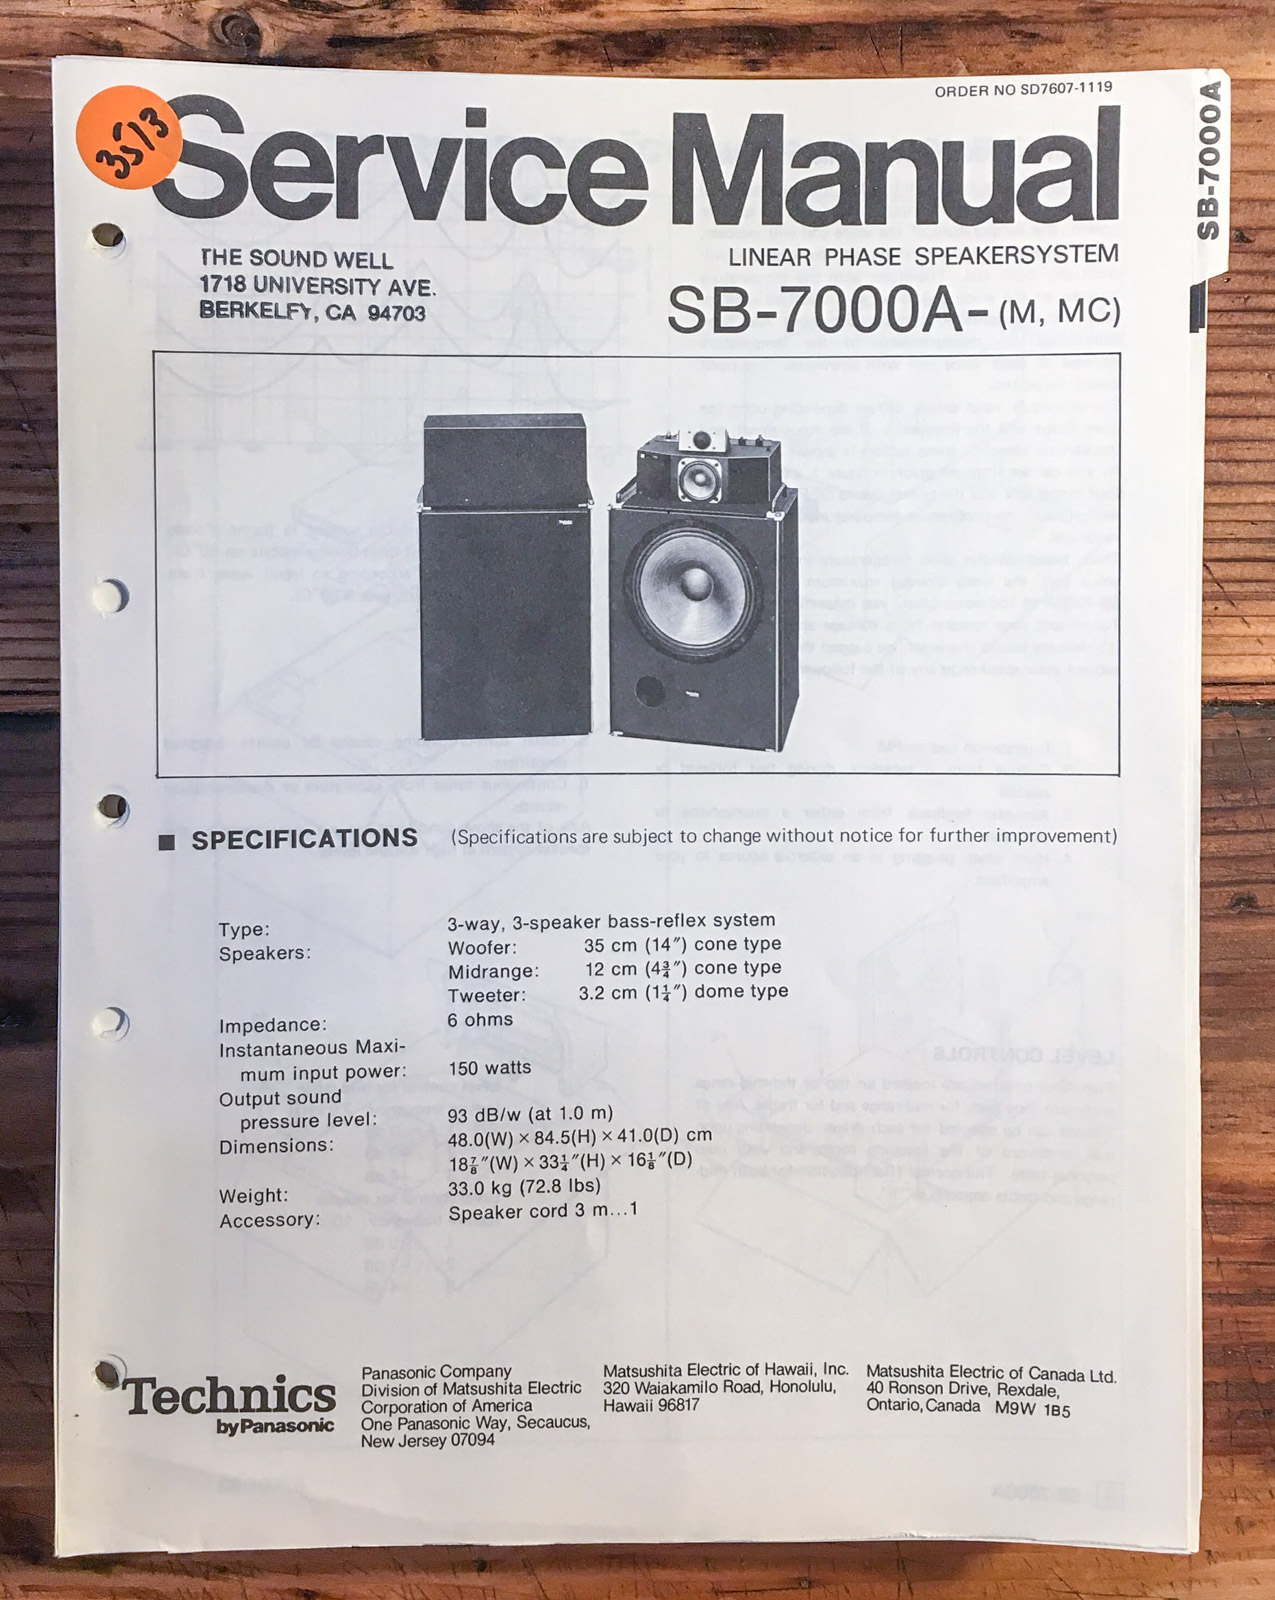 ORDER NO SD7607-1119
3513
Service Manual
SB-7000A
THE SOUND WELL
1718 UNIVERSITY AVE.
BERKELEY, CA 94703
LINEAR PHASE SPEAKERSYSTEM
SB-7000A-(M, MC)
■ SPECIFICATIONS (Specifications are subject to change without notice for further improvement)
Type: 3-way, 3-speaker bass-reflex system
Speakers: Woofer: 35 cm (14″) cone type
Midrange: 12 cm (4¾″) cone type
Tweeter: 3.2 cm (1¼″) dome type
Impedance: 6 ohms
Instantaneous Maxi-
mum input power: 150 watts
Output sound
pressure level: 93 dB/w (at 1.0 m)
Dimensions: 48.0(W) × 84.5(H) × 41.0(D) cm
18⅞″(W) × 33¼″(H) × 16⅛″(D)
Weight: 33.0 kg (72.8 lbs)
Accessory: Speaker cord 3 m...1
Technics
by Panasonic
Panasonic Company
Division of Matsushita Electric
Corporation of America
One Panasonic Way, Secaucus,
New Jersey 07094
Matsushita Electric of Hawaii, Inc.
320 Waiakamilo Road, Honolulu,
Hawaii 96817
Matsushita Electric of Canada Ltd.
40 Ronson Drive, Rexdale,
Ontario, Canada M9W 1B5